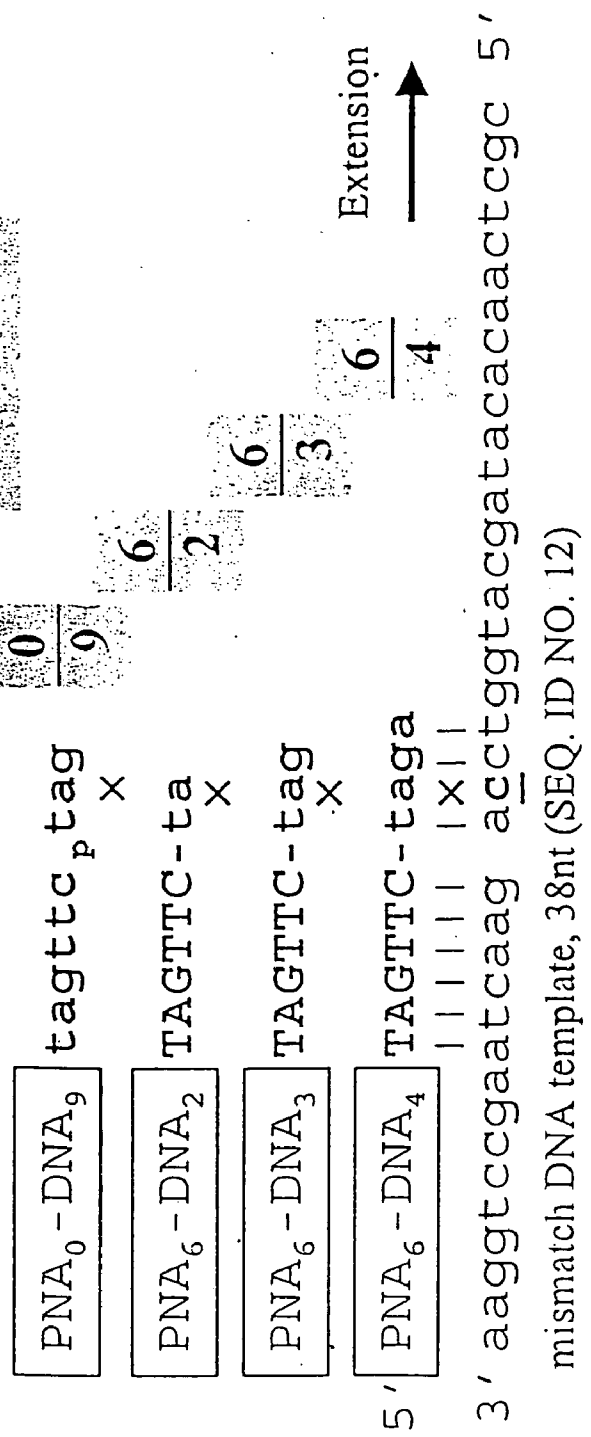 PNA₀-DNA₉ tagttcₚtag 0/9
×
PNA₆-DNA₂ TAGTTC-ta 6/2
×
PNA₆-DNA₃ TAGTTC-tag 6/3
×
5' PNA₆-DNA₄ TAGTTC-taga 6/4 Extension
| | | | | | | × | |
3' aaggtccgaatcaag acctggtacgatacacaactcgc 5'
mismatch DNA template, 38nt (SEQ. ID NO. 12)